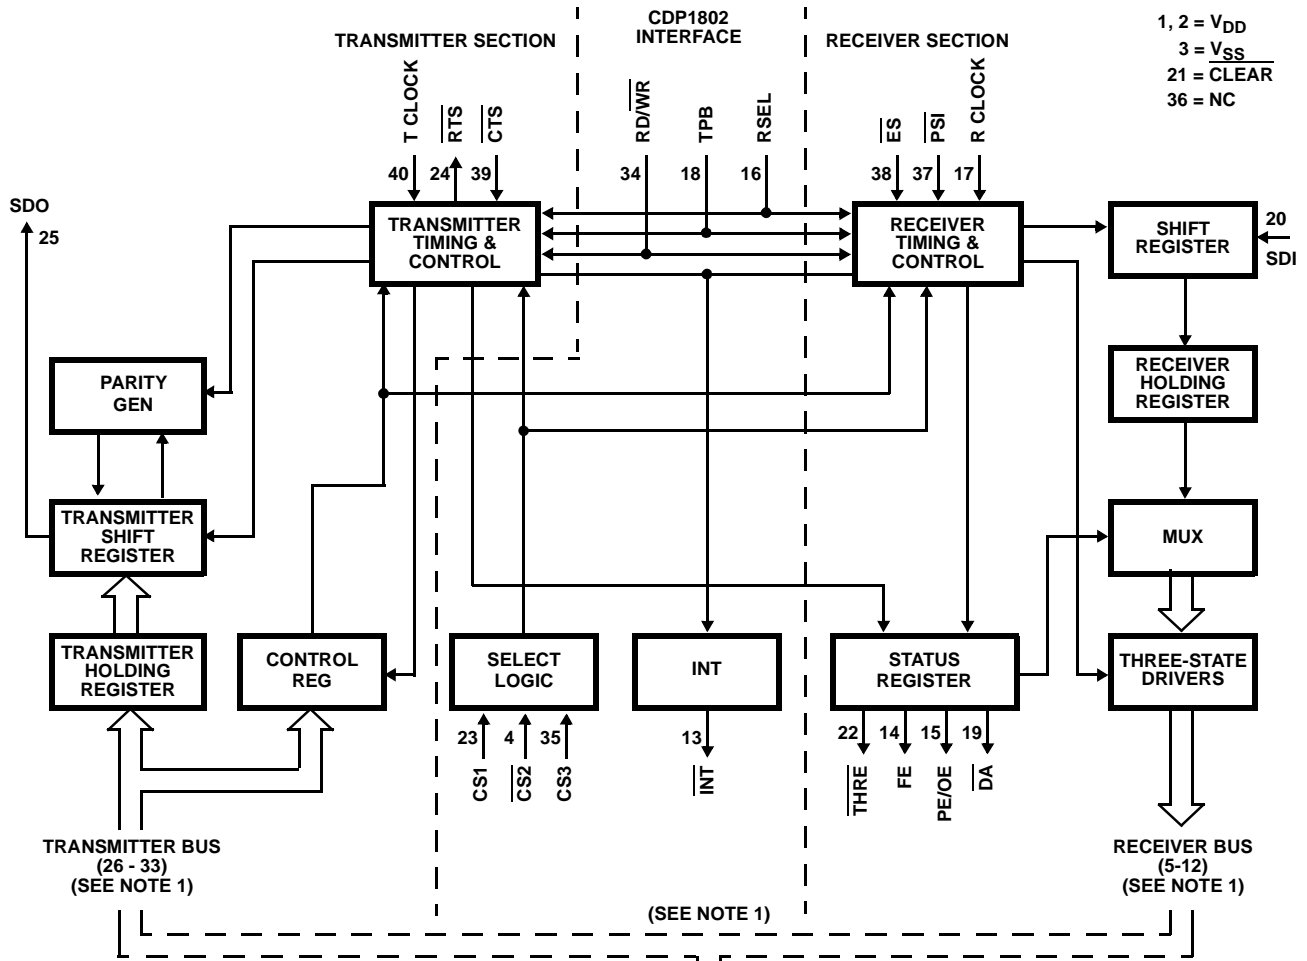 CDP1802
INTERFACE
TRANSMITTER SECTION
RECEIVER SECTION
1, 2 = VDD
3 = VSS
21 = CLEAR
36 = NC
T CLOCK
RTS
CTS
RD/WR
TPB
RSEL
ES
PSI
R CLOCK
40
24
39
34
18
16
38
37
17
SDO
25
TRANSMITTER
TIMING &
CONTROL
RECEIVER
TIMING &
CONTROL
SHIFT
REGISTER
20
SDI
PARITY
GEN
RECEIVER
HOLDING
REGISTER
TRANSMITTER
SHIFT
REGISTER
MUX
TRANSMITTER
HOLDING
REGISTER
CONTROL
REG
SELECT
LOGIC
INT
STATUS
REGISTER
THREE-STATE
DRIVERS
23
4
35
13
22
14
15
19
CS1
CS2
CS3
INT
THRE
FE
PE/OE
DA
TRANSMITTER BUS
(26 - 33)
(SEE NOTE 1)
RECEIVER BUS
(5-12)
(SEE NOTE 1)
(SEE NOTE 1)